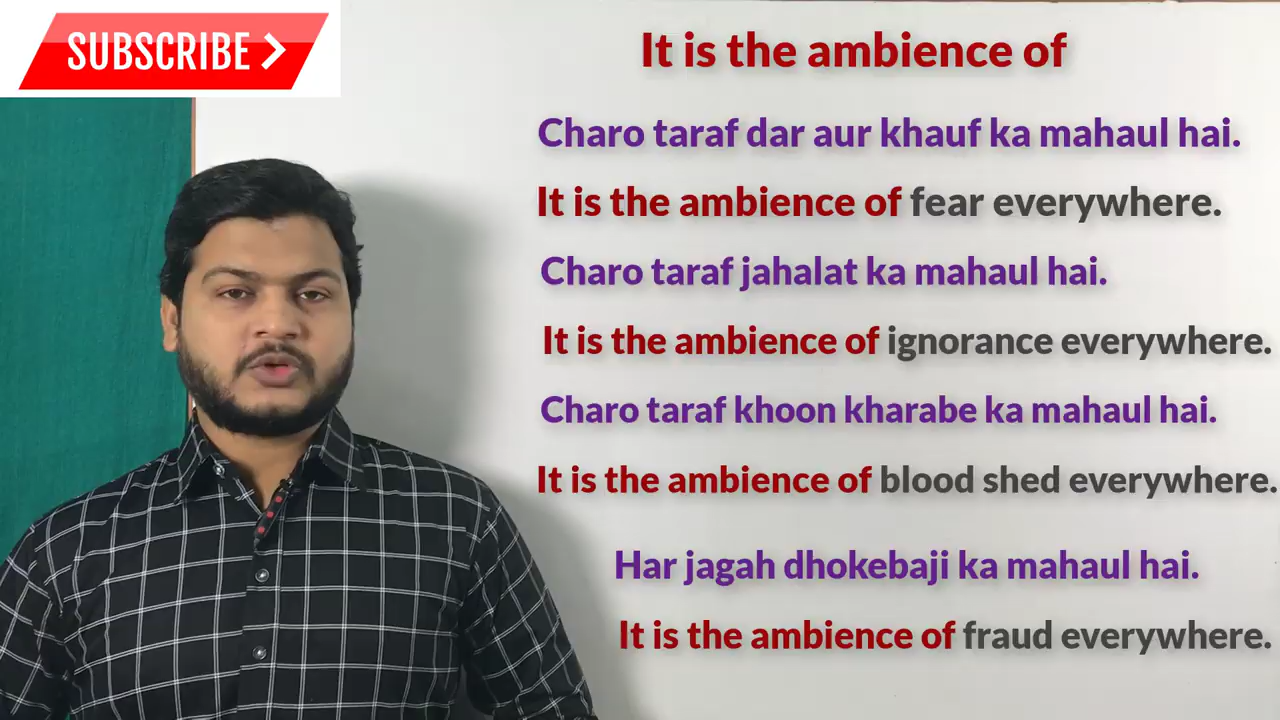 SUBSCRIBE
It is the ambience of
Charo taraf dar aur khauf ka mahaul hai.
It is the ambience of fear everywhere.
Charo taraf jahalat ka mahaul hai.
It is the ambience of ignorance everywhere.
Charo taraf khoon kharabe ka mahaul hai.
It is the ambience of blood shed everywhere.
Har jagah dhokebaji ka mahaul hai.
It is the ambience of fraud everywhere.